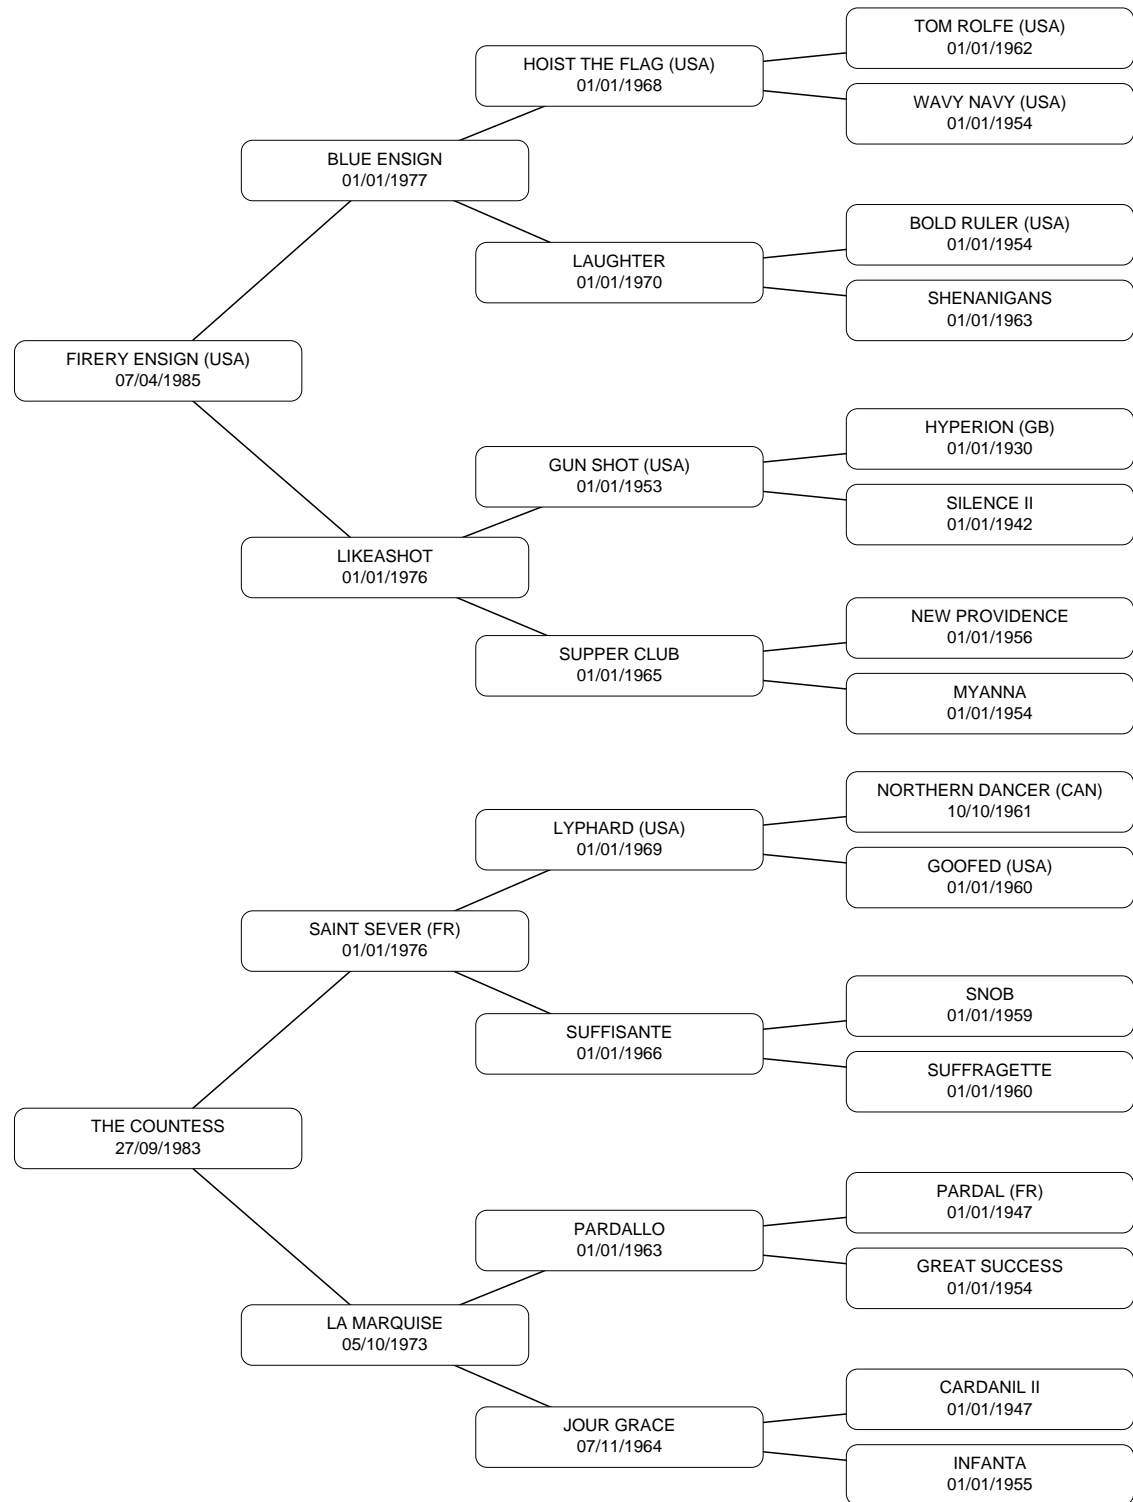 TOM ROLFE (USA)
01/01/1962
HOIST THE FLAG (USA)
01/01/1968
WAVY NAVY (USA)
01/01/1954
BLUE ENSIGN
01/01/1977
BOLD RULER (USA)
01/01/1954
LAUGHTER
01/01/1970
SHENANIGANS
01/01/1963
FIRERY ENSIGN (USA)
07/04/1985
HYPERION (GB)
01/01/1930
GUN SHOT (USA)
01/01/1953
SILENCE II
01/01/1942
LIKEASHOT
01/01/1976
NEW PROVIDENCE
01/01/1956
SUPPER CLUB
01/01/1965
MYANNA
01/01/1954
NORTHERN DANCER (CAN)
10/10/1961
LYPHARD (USA)
01/01/1969
GOOFED (USA)
01/01/1960
SAINT SEVER (FR)
01/01/1976
SNOB
01/01/1959
SUFFISANTE
01/01/1966
SUFFRAGETTE
01/01/1960
THE COUNTESS
27/09/1983
PARDAL (FR)
01/01/1947
PARDALLO
01/01/1963
GREAT SUCCESS
01/01/1954
LA MARQUISE
05/10/1973
CARDANIL II
01/01/1947
JOUR GRACE
07/11/1964
INFANTA
01/01/1955